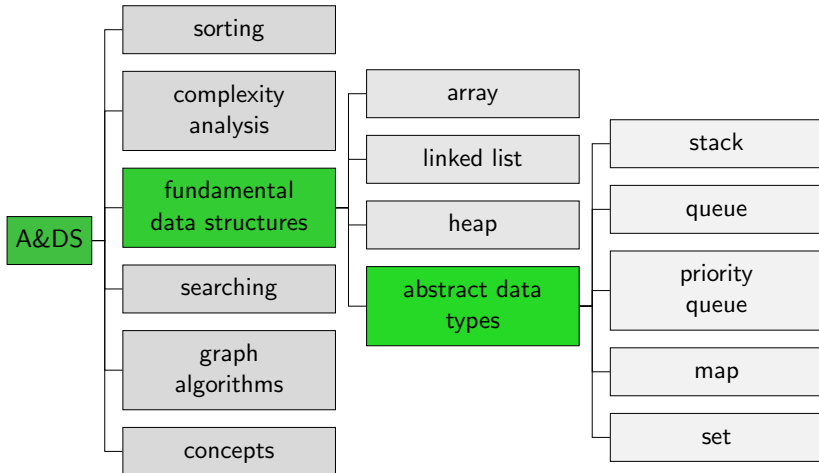 A&DS
sorting
complexity
analysis
fundamental
data structures
searching
graph
algorithms
concepts
array
linked list
heap
abstract data
types
stack
queue
priority
queue
map
set